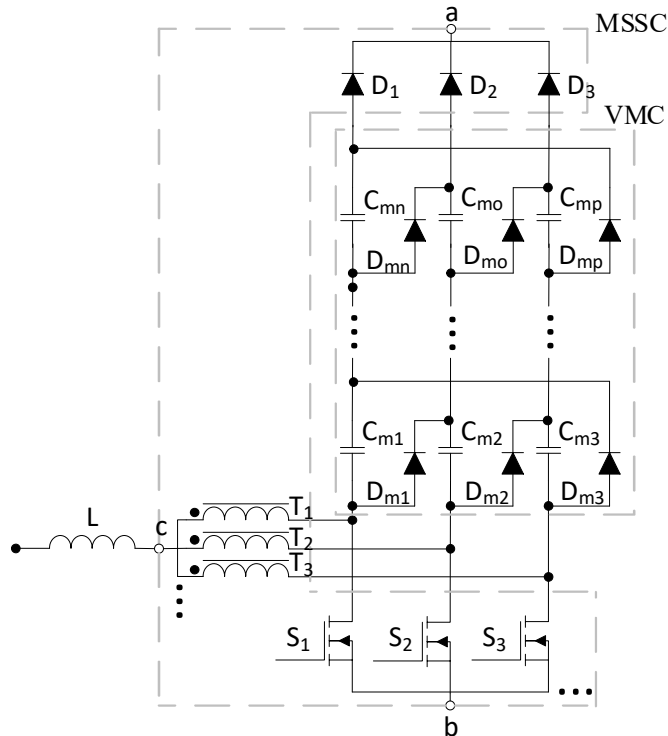 a
MSSC
D₁ D₂ D₃
VMC
Cmn Cmo Cmp
Dmn Dmo Dmp
Cm1 Cm2 Cm3
Dm1 Dm2 Dm3
L
c
T₁
T₂
T₃
S₁ S₂ S₃
b